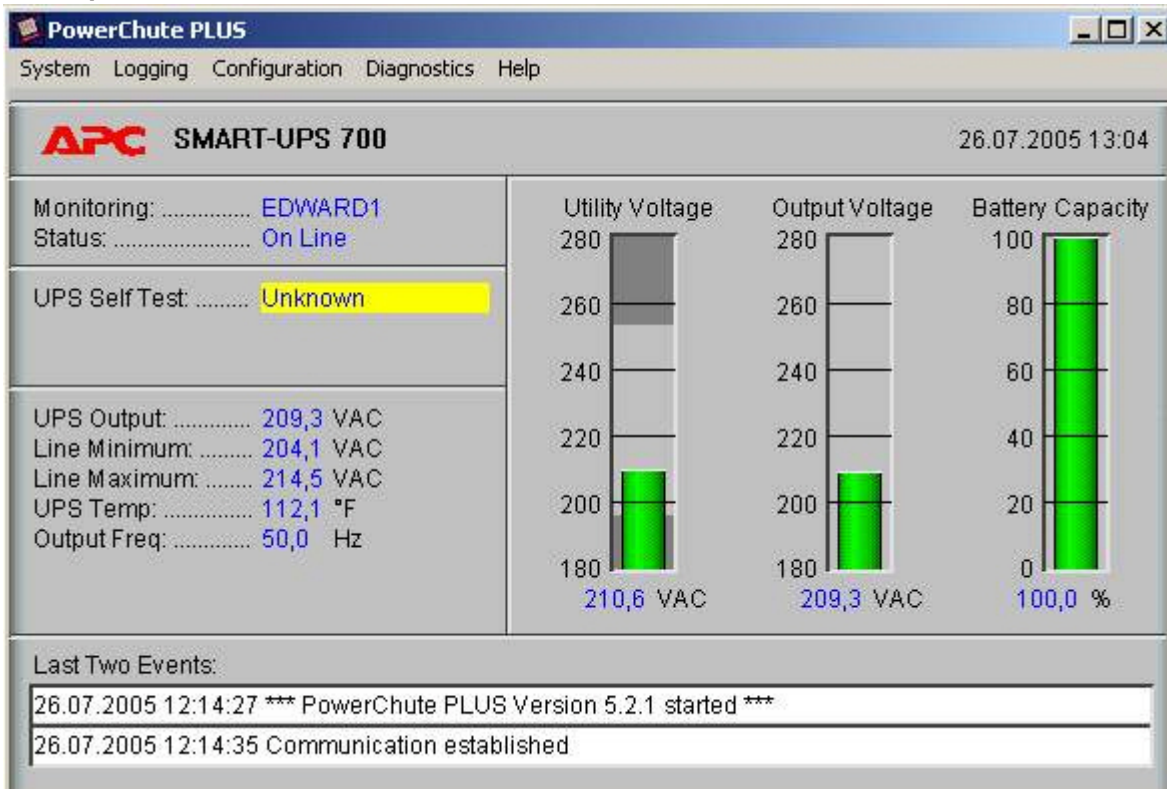 PowerChute PLUS
System Logging Configuration Diagnostics Help
APC SMART-UPS 700 26.07.2005 13:04
Monitoring: ............... EDWARD1
Status: ....................... On Line
UPS Self Test: ......... Unknown
UPS Output: ............. 209,3 VAC
Line Minimum: ......... 204,1 VAC
Line Maximum: ........ 214,5 VAC
UPS Temp: ............... 112,1 °F
Output Freq: ............. 50,0 Hz
Utility Voltage
280
260
240
220
200
180
210,6 VAC
Output Voltage
280
260
240
220
200
180
209,3 VAC
Battery Capacity
100
80
60
40
20
0
100,0 %
Last Two Events:
26.07.2005 12:14:27 *** PowerChute PLUS Version 5.2.1 started ***
26.07.2005 12:14:35 Communication established